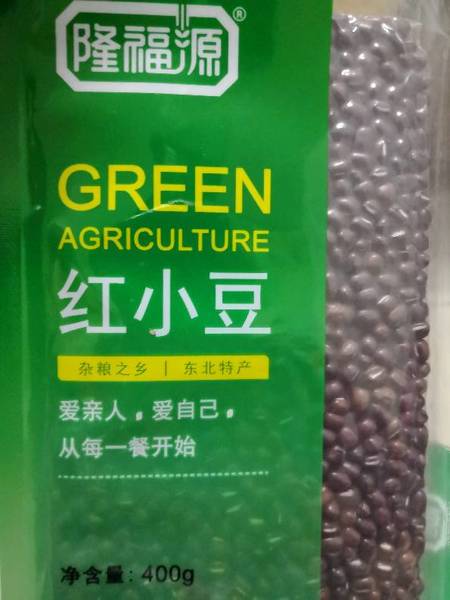 隆福源®
GREEN
AGRICULTURE
红小豆
杂粮之乡 | 东北特产
爱亲人，爱自己，
从每一餐开始
净含量：400g